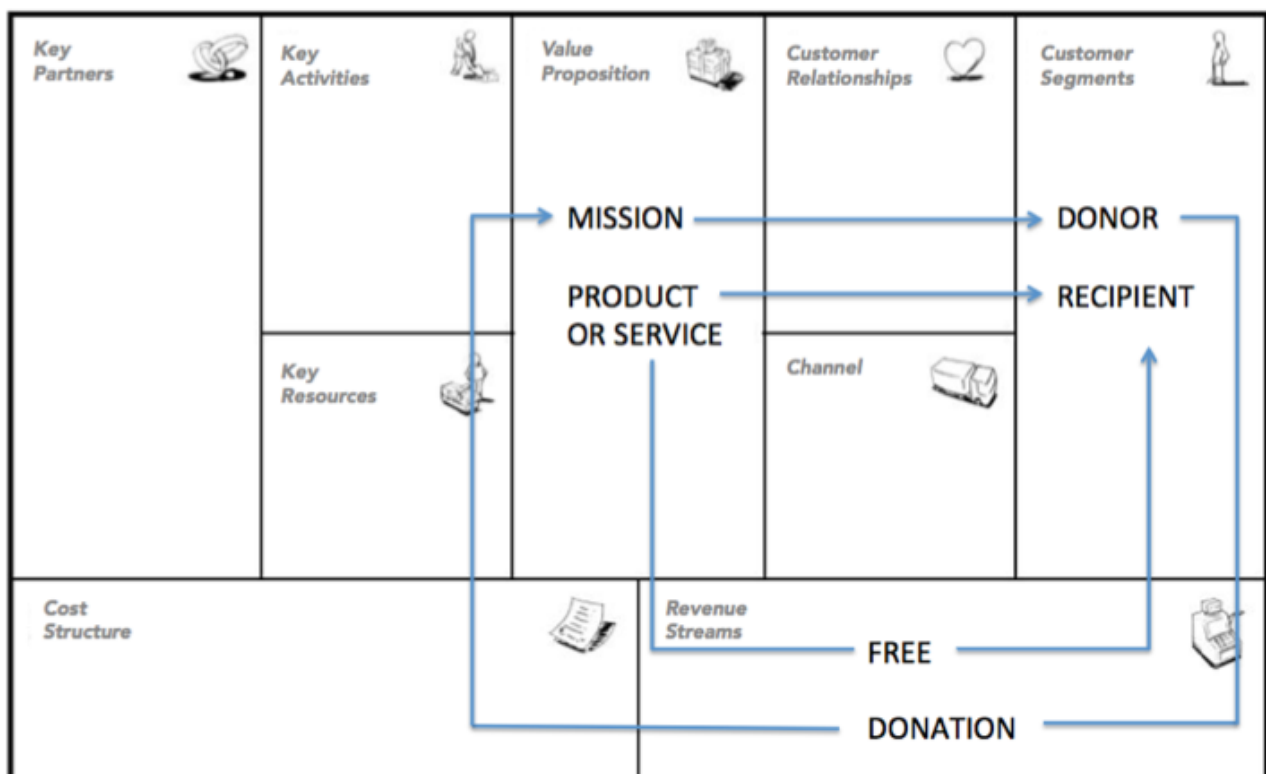 Key
Partners
Key
Activities
Value
Proposition
Customer
Relationships
Customer
Segments
MISSION
DONOR
PRODUCT
OR SERVICE
RECIPIENT
Key
Resources
Channel
Cost
Structure
Revenue
Streams
FREE
DONATION